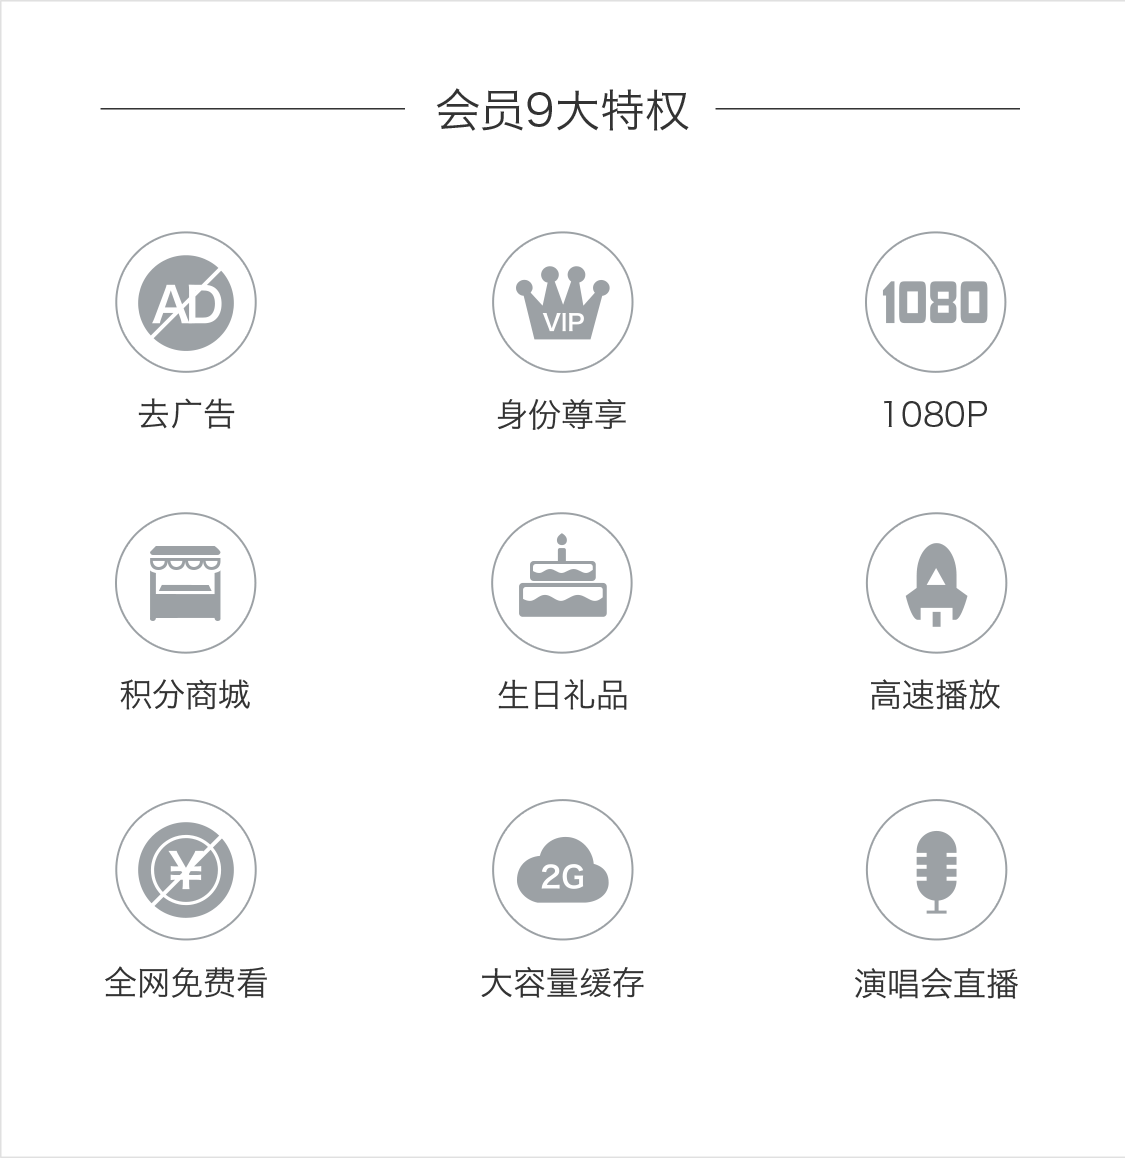 会员9大特权
AD
VIP
1080
去广告
身份尊享
1080P
积分商城
生日礼品
高速播放
¥
2G
全网免费看
大容量缓存
演唱会直播